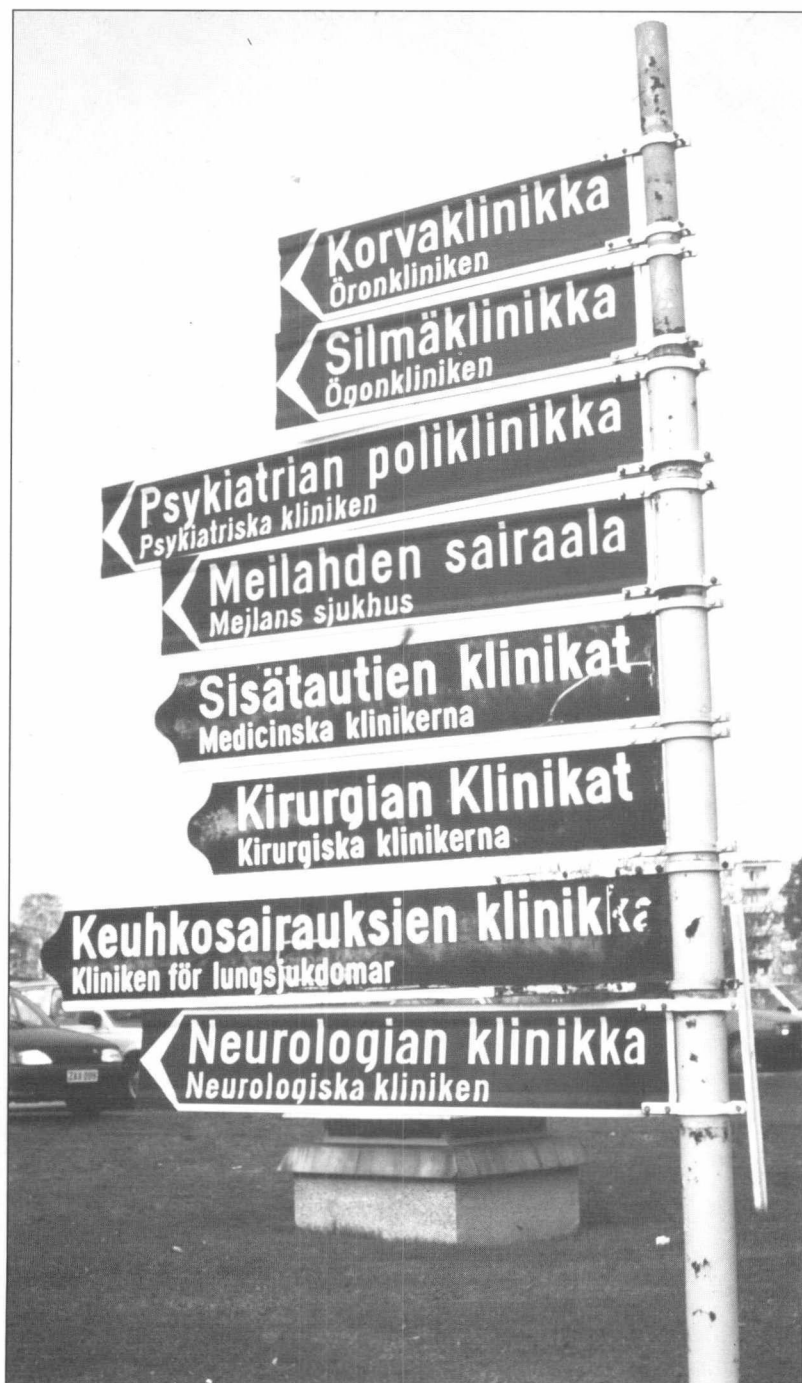 Korvaklinikka
Öronkliniken
Silmäklinikka
Ögonkliniken
Psykiatrian poliklinikka
Psykiatriska kliniken
Meilahden sairaala
Mejlans sjukhus
Sisätautien klinikat
Medicinska klinikerna
Kirurgian Klinikat
Kirurgiska klinikerna
Keuhkosairauksien klinikka
Kliniken för lungsjukdomar
Neurologian klinikka
Neurologiska kliniken